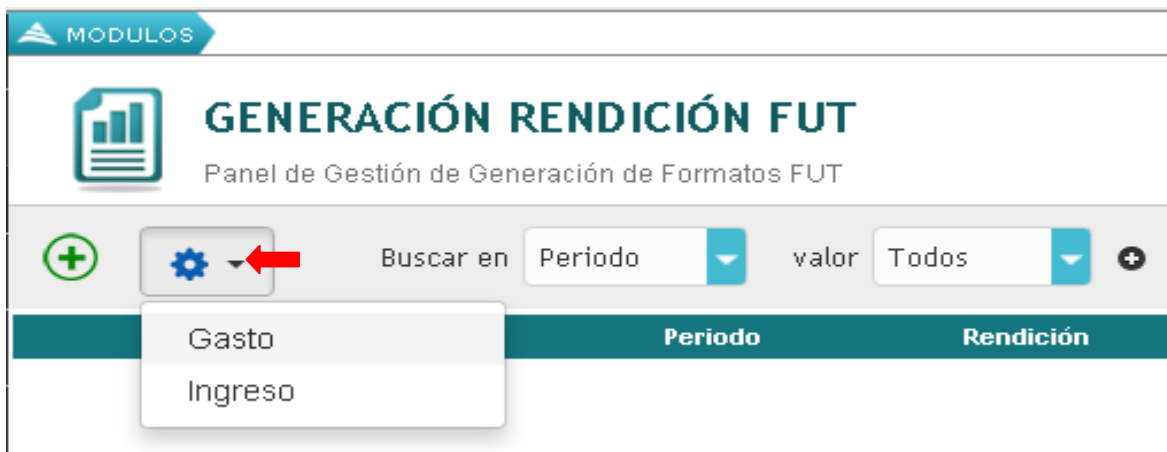 MODULOS
GENERACIÓN RENDICIÓN FUT
Panel de Gestión de Generación de Formatos FUT
Buscar en Periodo valor Todos
Periodo Rendición
Gasto
Ingreso